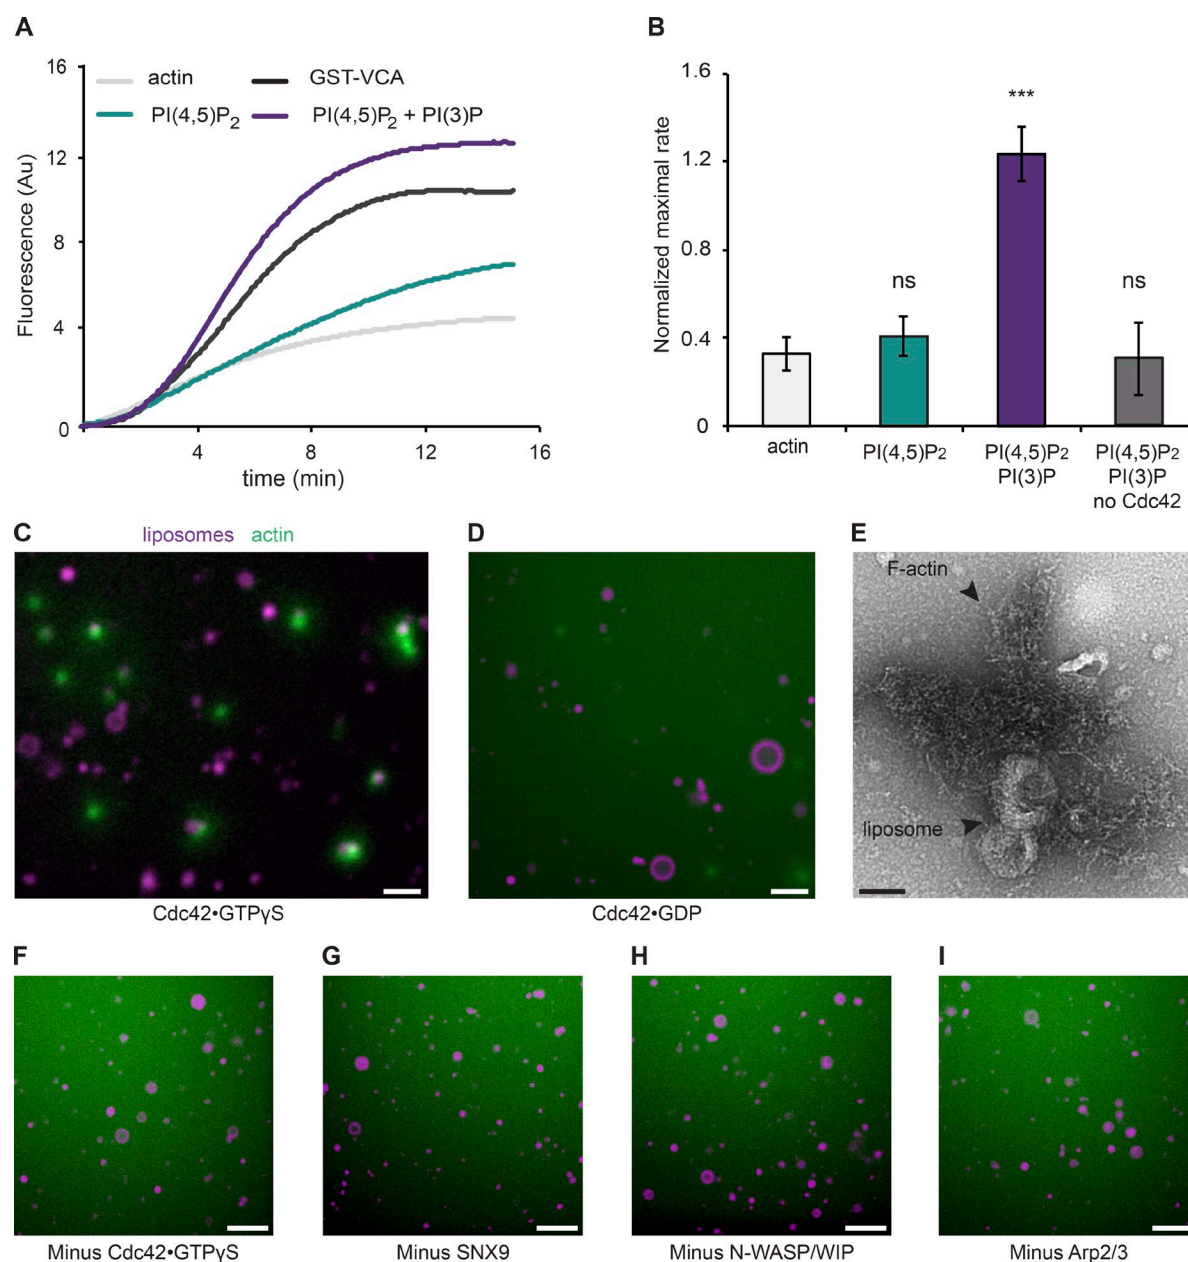 A
16
12
8
4
0
Fluorescence (Au)
actin
GST-VCA
PI(4,5)P2
PI(4,5)P2 + PI(3)P
4 8 12 16
time (min)
B
1.6
1.2
0.8
0.4
0
Normalized maximal rate
ns
***
ns
actin
PI(4,5)P2
PI(4,5)P2
PI(3)P
PI(4,5)P2
PI(3)P
no Cdc42
C
liposomes actin
Cdc42•GTPγS
D
Cdc42•GDP
E
F-actin
liposome
F
Minus Cdc42•GTPγS
G
Minus SNX9
H
Minus N-WASP/WIP
I
Minus Arp2/3